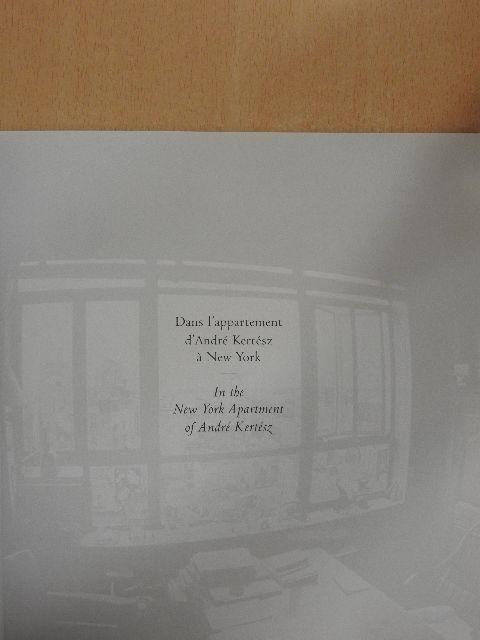 Dans l'appartement
d'André Kertész
à New York
In the
New York Apartment
of André Kertész